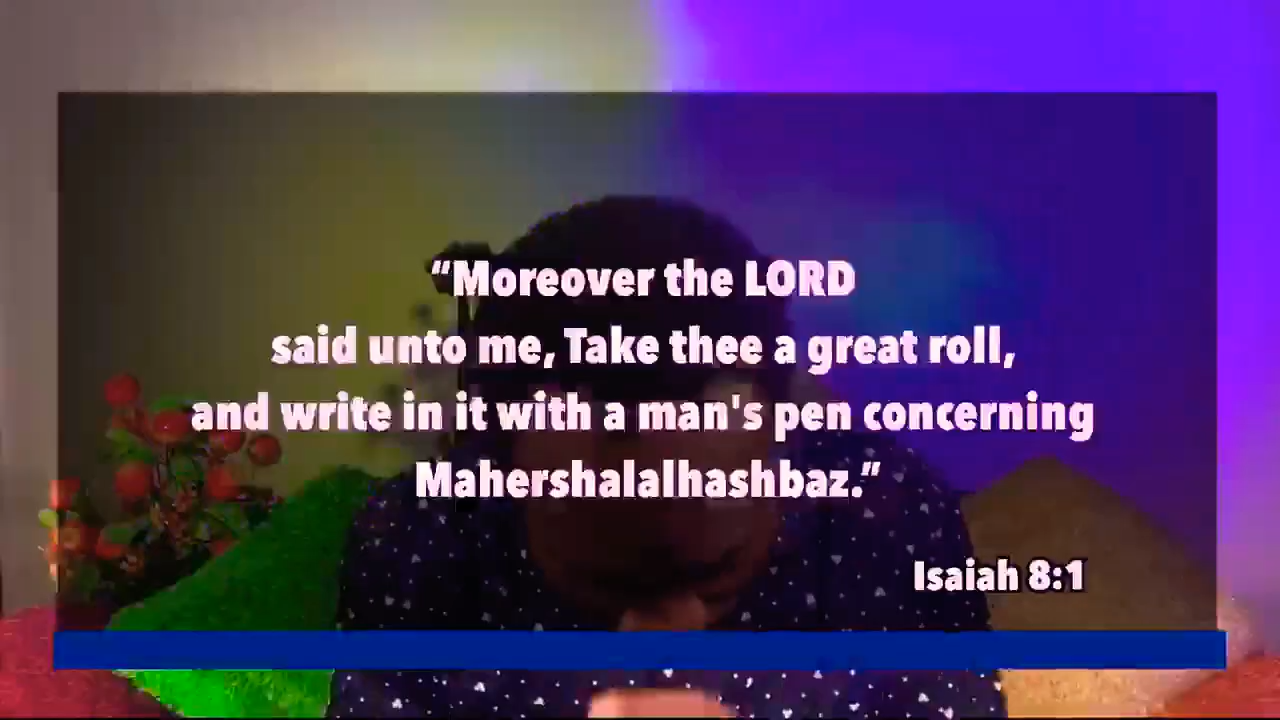 “Moreover the LORD
said unto me, Take thee a great roll,
and write in it with a man's pen concerning
Mahershalalhashbaz.”
Isaiah 8:1